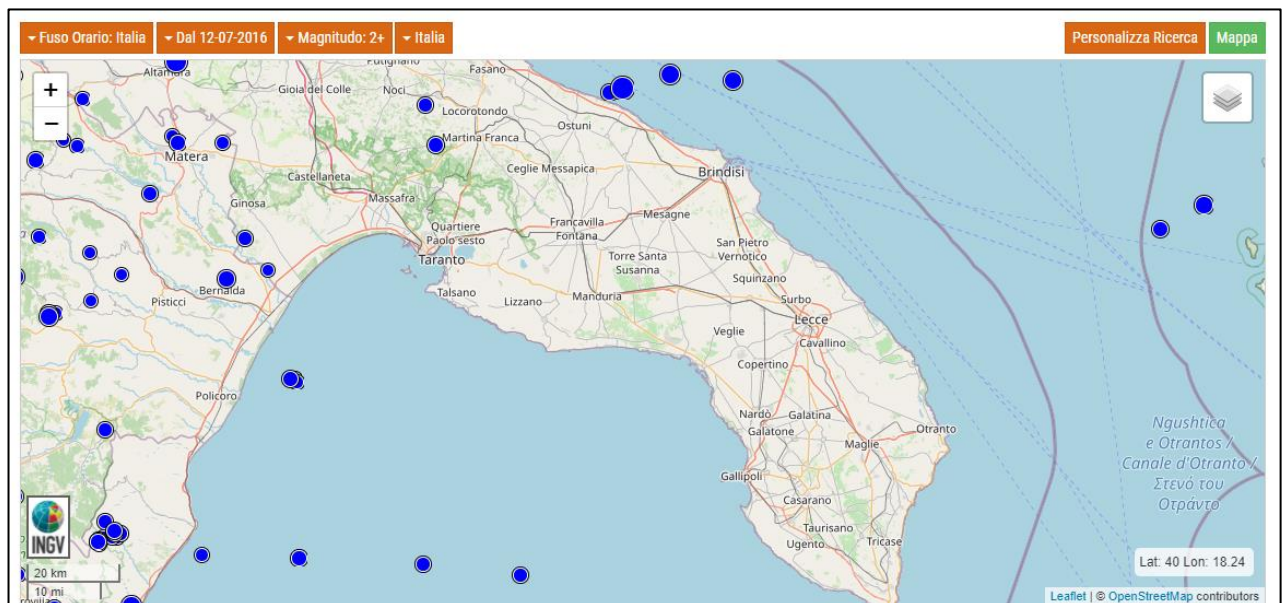 Fuso Orario: Italia
Dal 12-07-2016
Magnitudo: 2+
Italia
Personalizza Ricerca
Mappa
+
−
Altamura
Putignano
Fasano
Gioia del Colle
Noci
Locorotondo
Ostuni
Martina Franca
Matera
Castellaneta
Ceglie Messapica
Brindisi
Ginosa
Massafra
Quartiere
Paolo sesto
Francavilla
Fontana
Mesagne
Taranto
San Pietro
Vernotico
Torre Santa
Susanna
Squinzano
Talsano
Lizzano
Manduria
Surbo
Bernalda
Pisticci
Lecce
Veglie
Cavallino
Copertino
Policoro
Nardò
Galatina
Galatone
Otranto
Maglie
Ngushtica
e Otrantos /
Canale d'Otranto /
Στενό του
Οτράντο
Gallipoli
Casarano
Taurisano
Ugento
Tricase
INGV
20 km
10 mi
Lat: 40 Lon: 18.24
Leaflet | © OpenStreetMap contributors